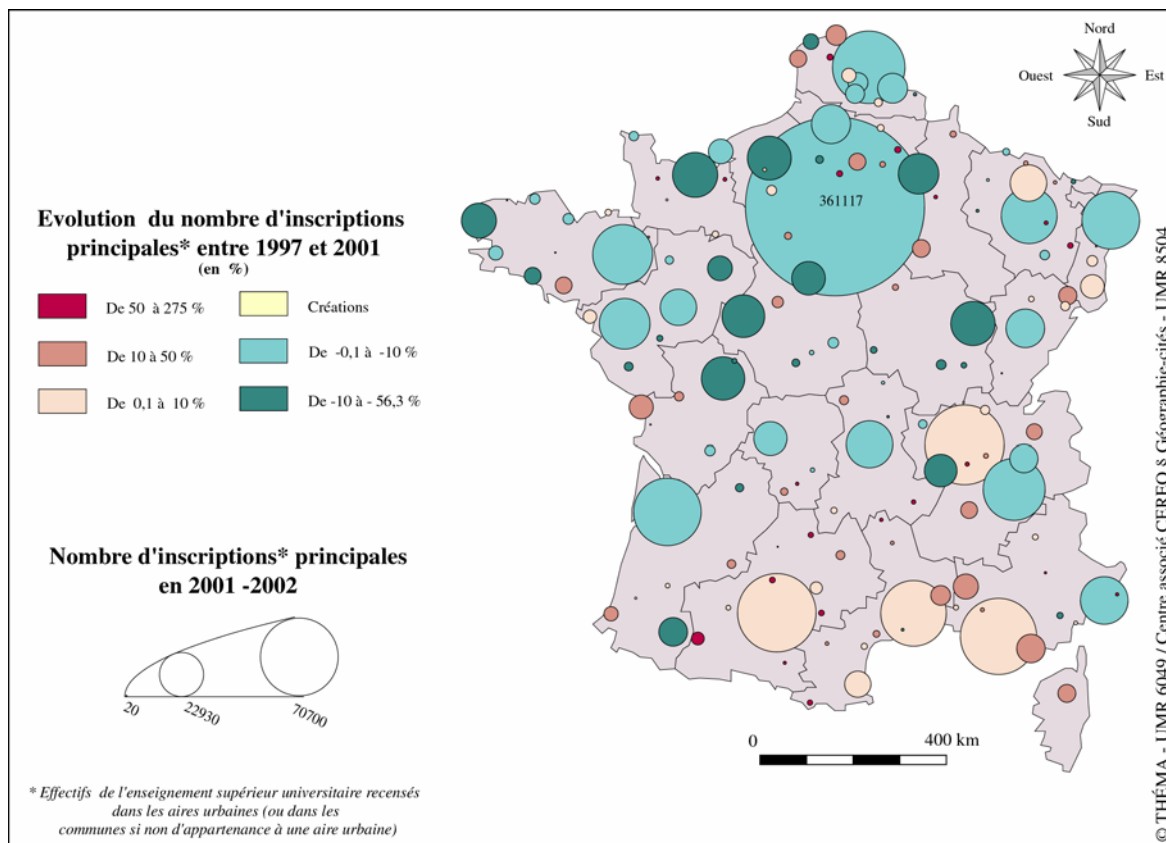 Nord
Ouest
Est
Sud
361117
Evolution du nombre d'inscriptions
principales* entre 1997 et 2001
(en %)
De 50 à 275 %
Créations
De 10 à 50 %
De -0,1 à -10 %
De 0,1 à 10 %
De -10 à - 56,3 %
Nombre d'inscriptions* principales
en 2001 -2002
20
22930
70700
0
400 km
* Effectifs de l'enseignement supérieur universitaire recensés
dans les aires urbaines (ou dans les
communes si non d'appartenance à une aire urbaine)
© THÉMA - UMR 6049 / Centre associé CEREQ & Géographie-cités - UMR 8504